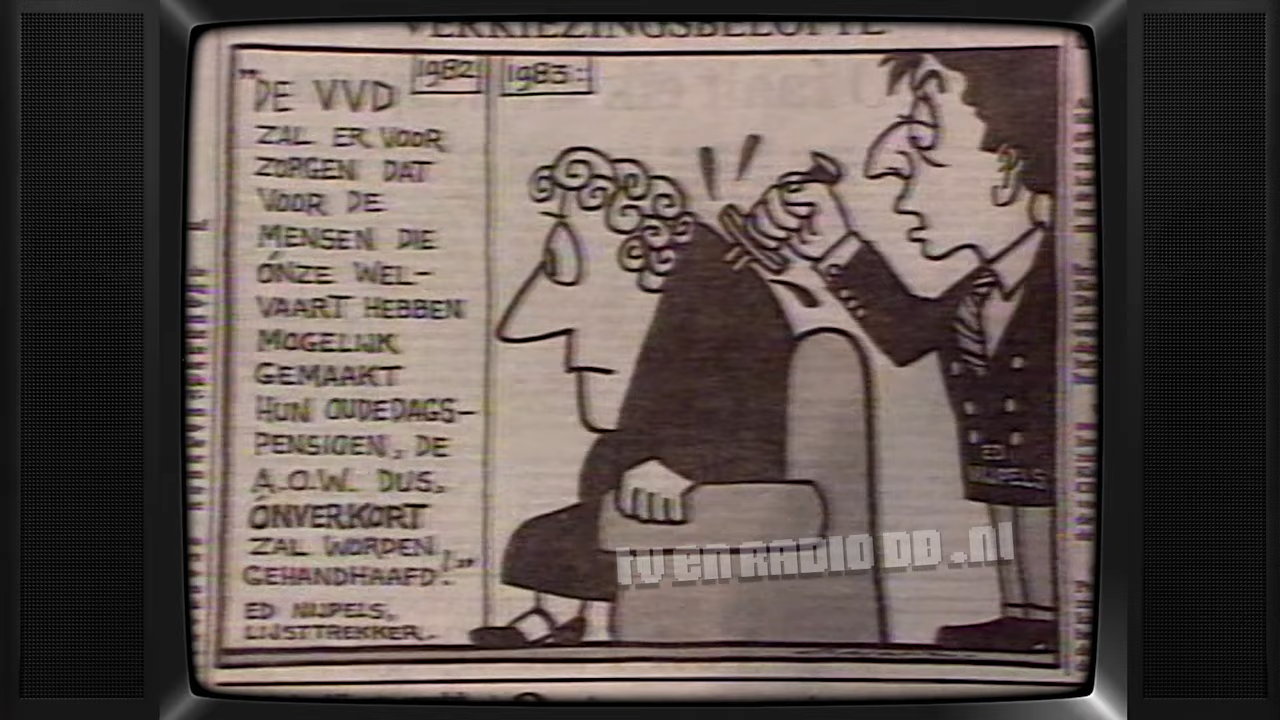 VERKIEZINGSBELOFTE
1982:
1983:
"DE VVD
ZAL ER VOOR
ZORGEN DAT
VOOR DE
MENSEN DIE
ÓNZE WEL-
VAART HEBBEN
MOGELIJK
GEMAAKT
HUN OUDEDAGS-
PENSIOEN, DE
A.O.W. DUS,
ONVERKORT
ZAL WORDEN
GEHANDHAAFD!"
ED NIJPELS,
LIJSTTREKKER.
ED
NIJPELS
TV EN RADIO DB.nl